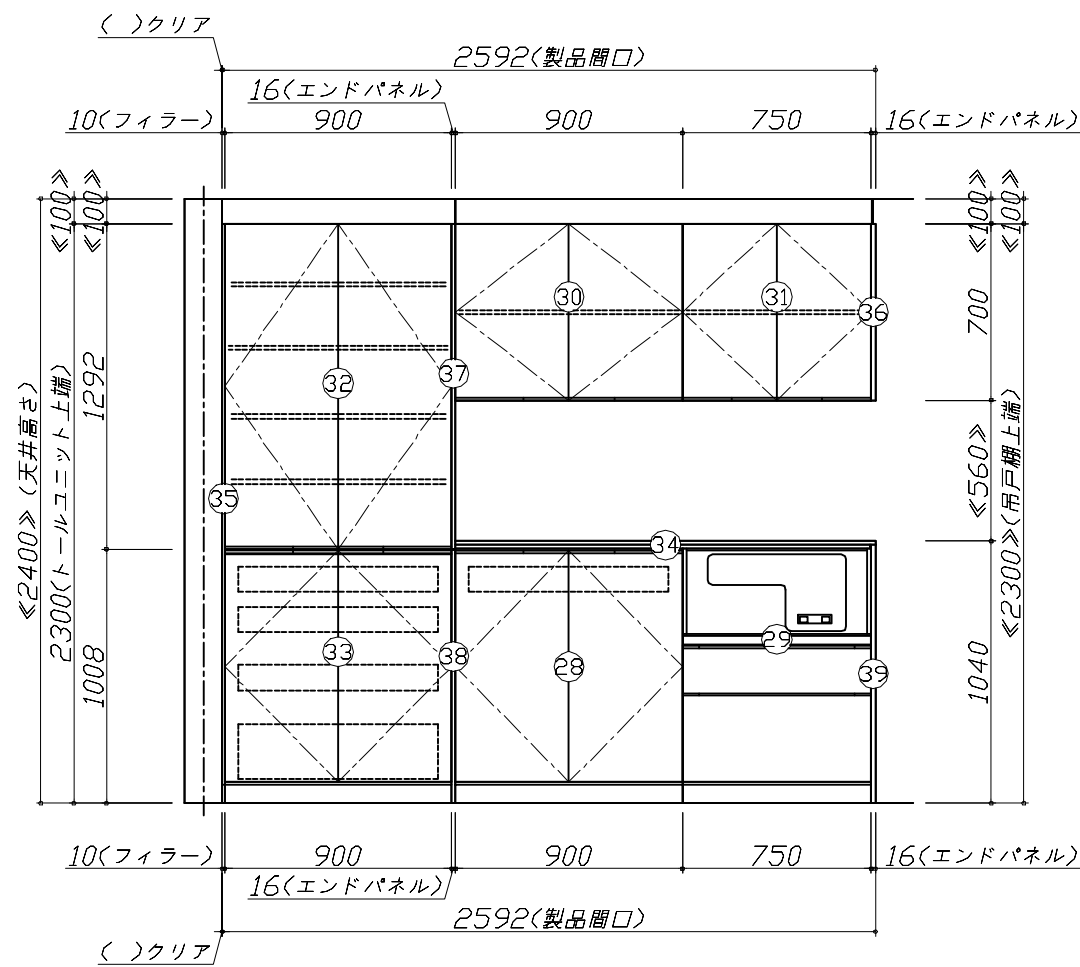 ( )クリア
2592(製品間口)
16(エンドパネル)
10(フィラー)
900
900
750
16(エンドパネル)
≪100≫
≪100≫
≪100≫
≪100≫
≪2400≫(天井高さ)
2300(トールユニット上端)
1292
1008
30
31
36
32
37
35
34
33
38
28
29
39
700
≪560≫
1040
≪2300≫(吊戸棚上端)
10(フィラー)
900
900
750
16(エンドパネル)
16(エンドパネル)
2592(製品間口)
( )クリア